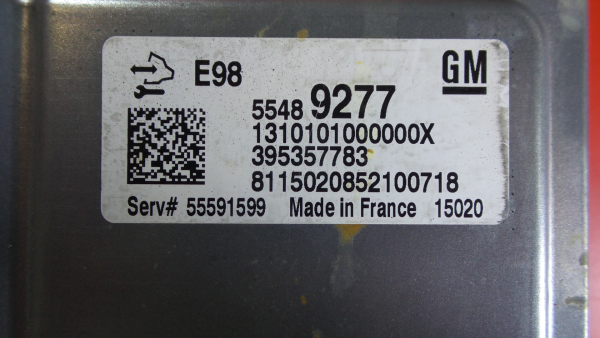 E98
GM
5548 9277
1310101000000X
395357783
8115020852100718
Serv# 55591599 Made in France 15020